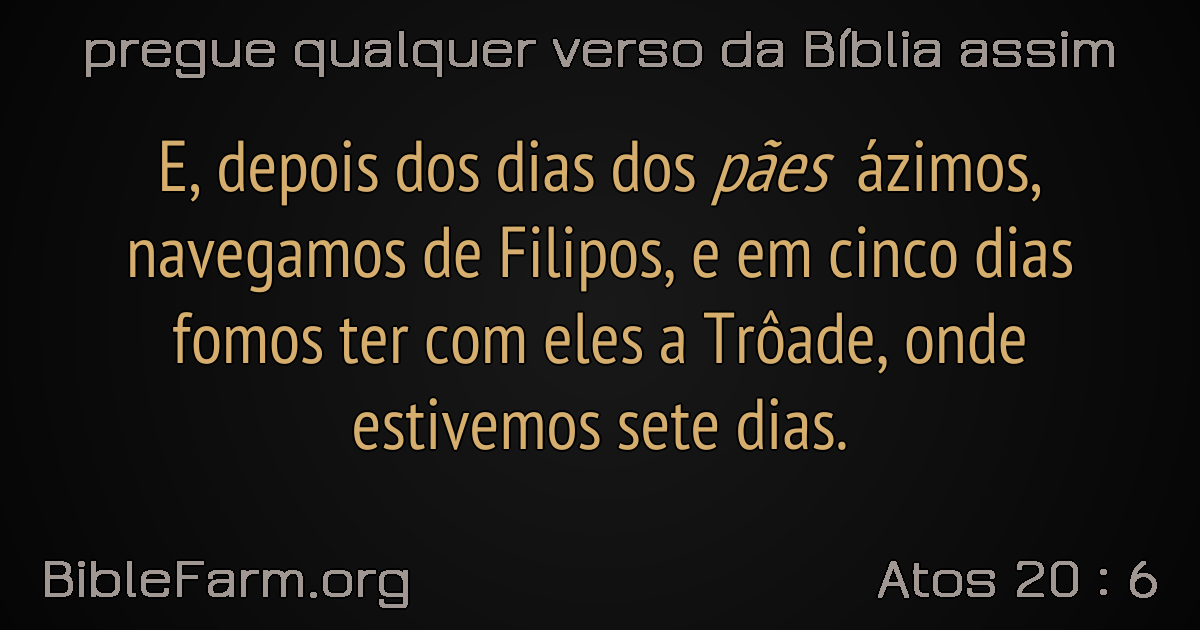 pregue qualquer verso da Bíblia assim
E, depois dos dias dos pães ázimos,
navegamos de Filipos, e em cinco dias
fomos ter com eles a Trôade, onde
estivemos sete dias.
BibleFarm.org
Atos 20 : 6